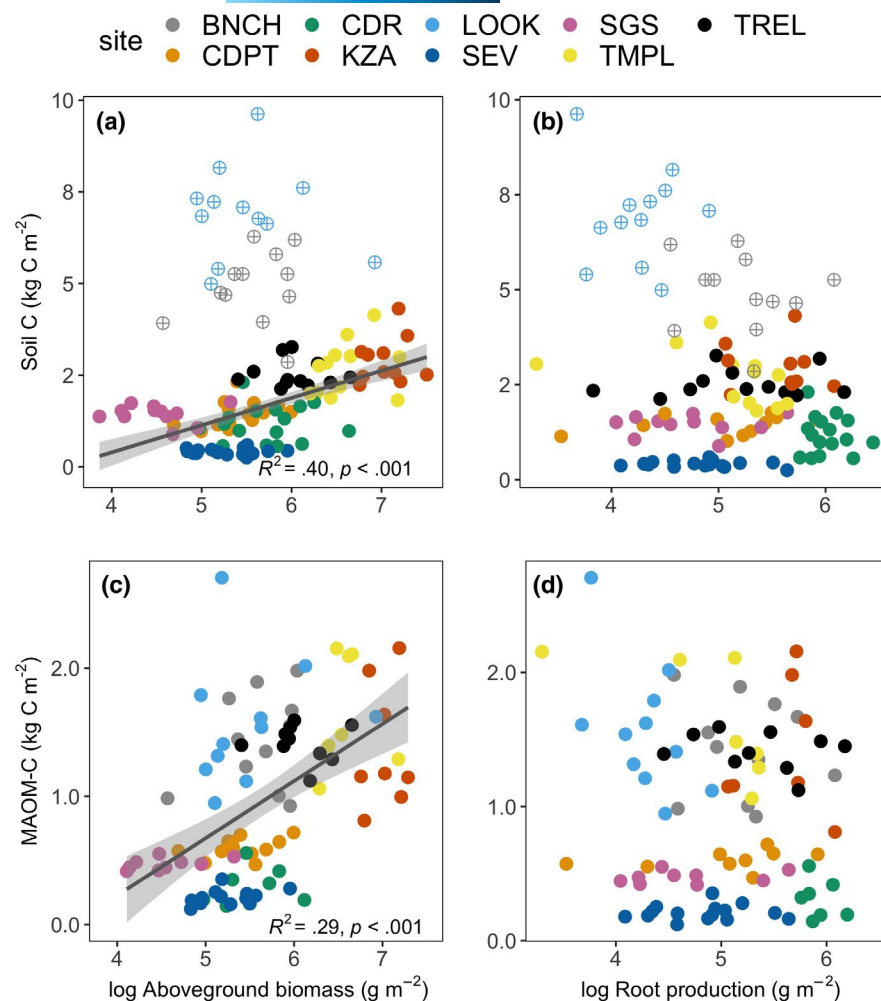 site
BNCH CDR LOOK SGS TREL
CDPT KZA SEV TMPL
(a)
(b)
10
8
5
2
0
Soil C (kg C m−2)
R2 = .40, p < .001
4 5 6 7
10
8
5
2
0
4 5 6
(c)
(d)
2.0
1.0
0.0
MAOM-C (kg C m−2)
R2 = .29, p < .001
4 5 6 7
log Aboveground biomass (g m−2)
2.0
1.0
0.0
4 5 6
log Root production (g m−2)